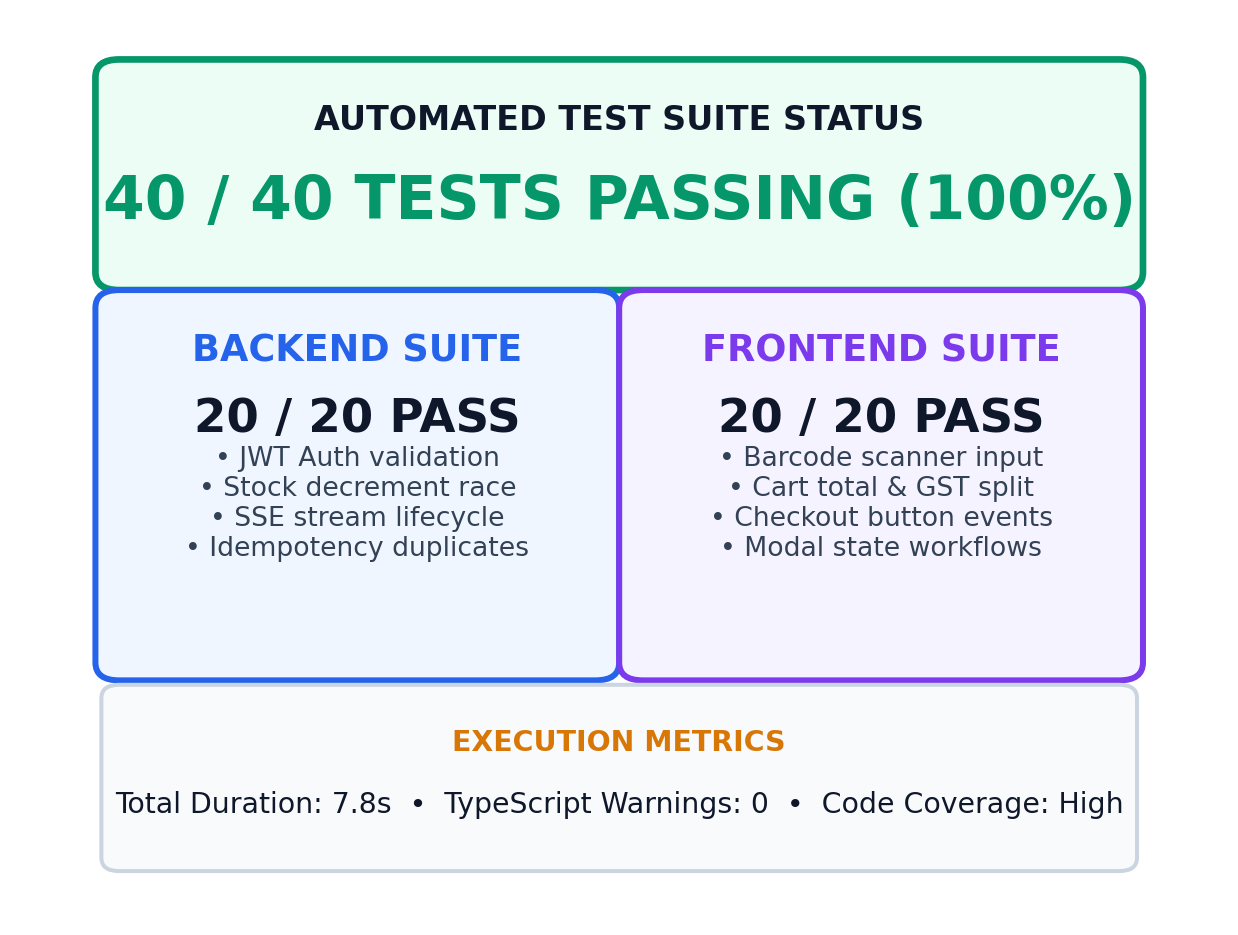 AUTOMATED TEST SUITE STATUS
40 / 40 TESTS PASSING (100%)
BACKEND SUITE
20 / 20 PASS
• JWT Auth validation
• Stock decrement race
• SSE stream lifecycle
• Idempotency duplicates
FRONTEND SUITE
20 / 20 PASS
• Barcode scanner input
• Cart total & GST split
• Checkout button events
• Modal state workflows
EXECUTION METRICS
Total Duration: 7.8s • TypeScript Warnings: 0 • Code Coverage: High